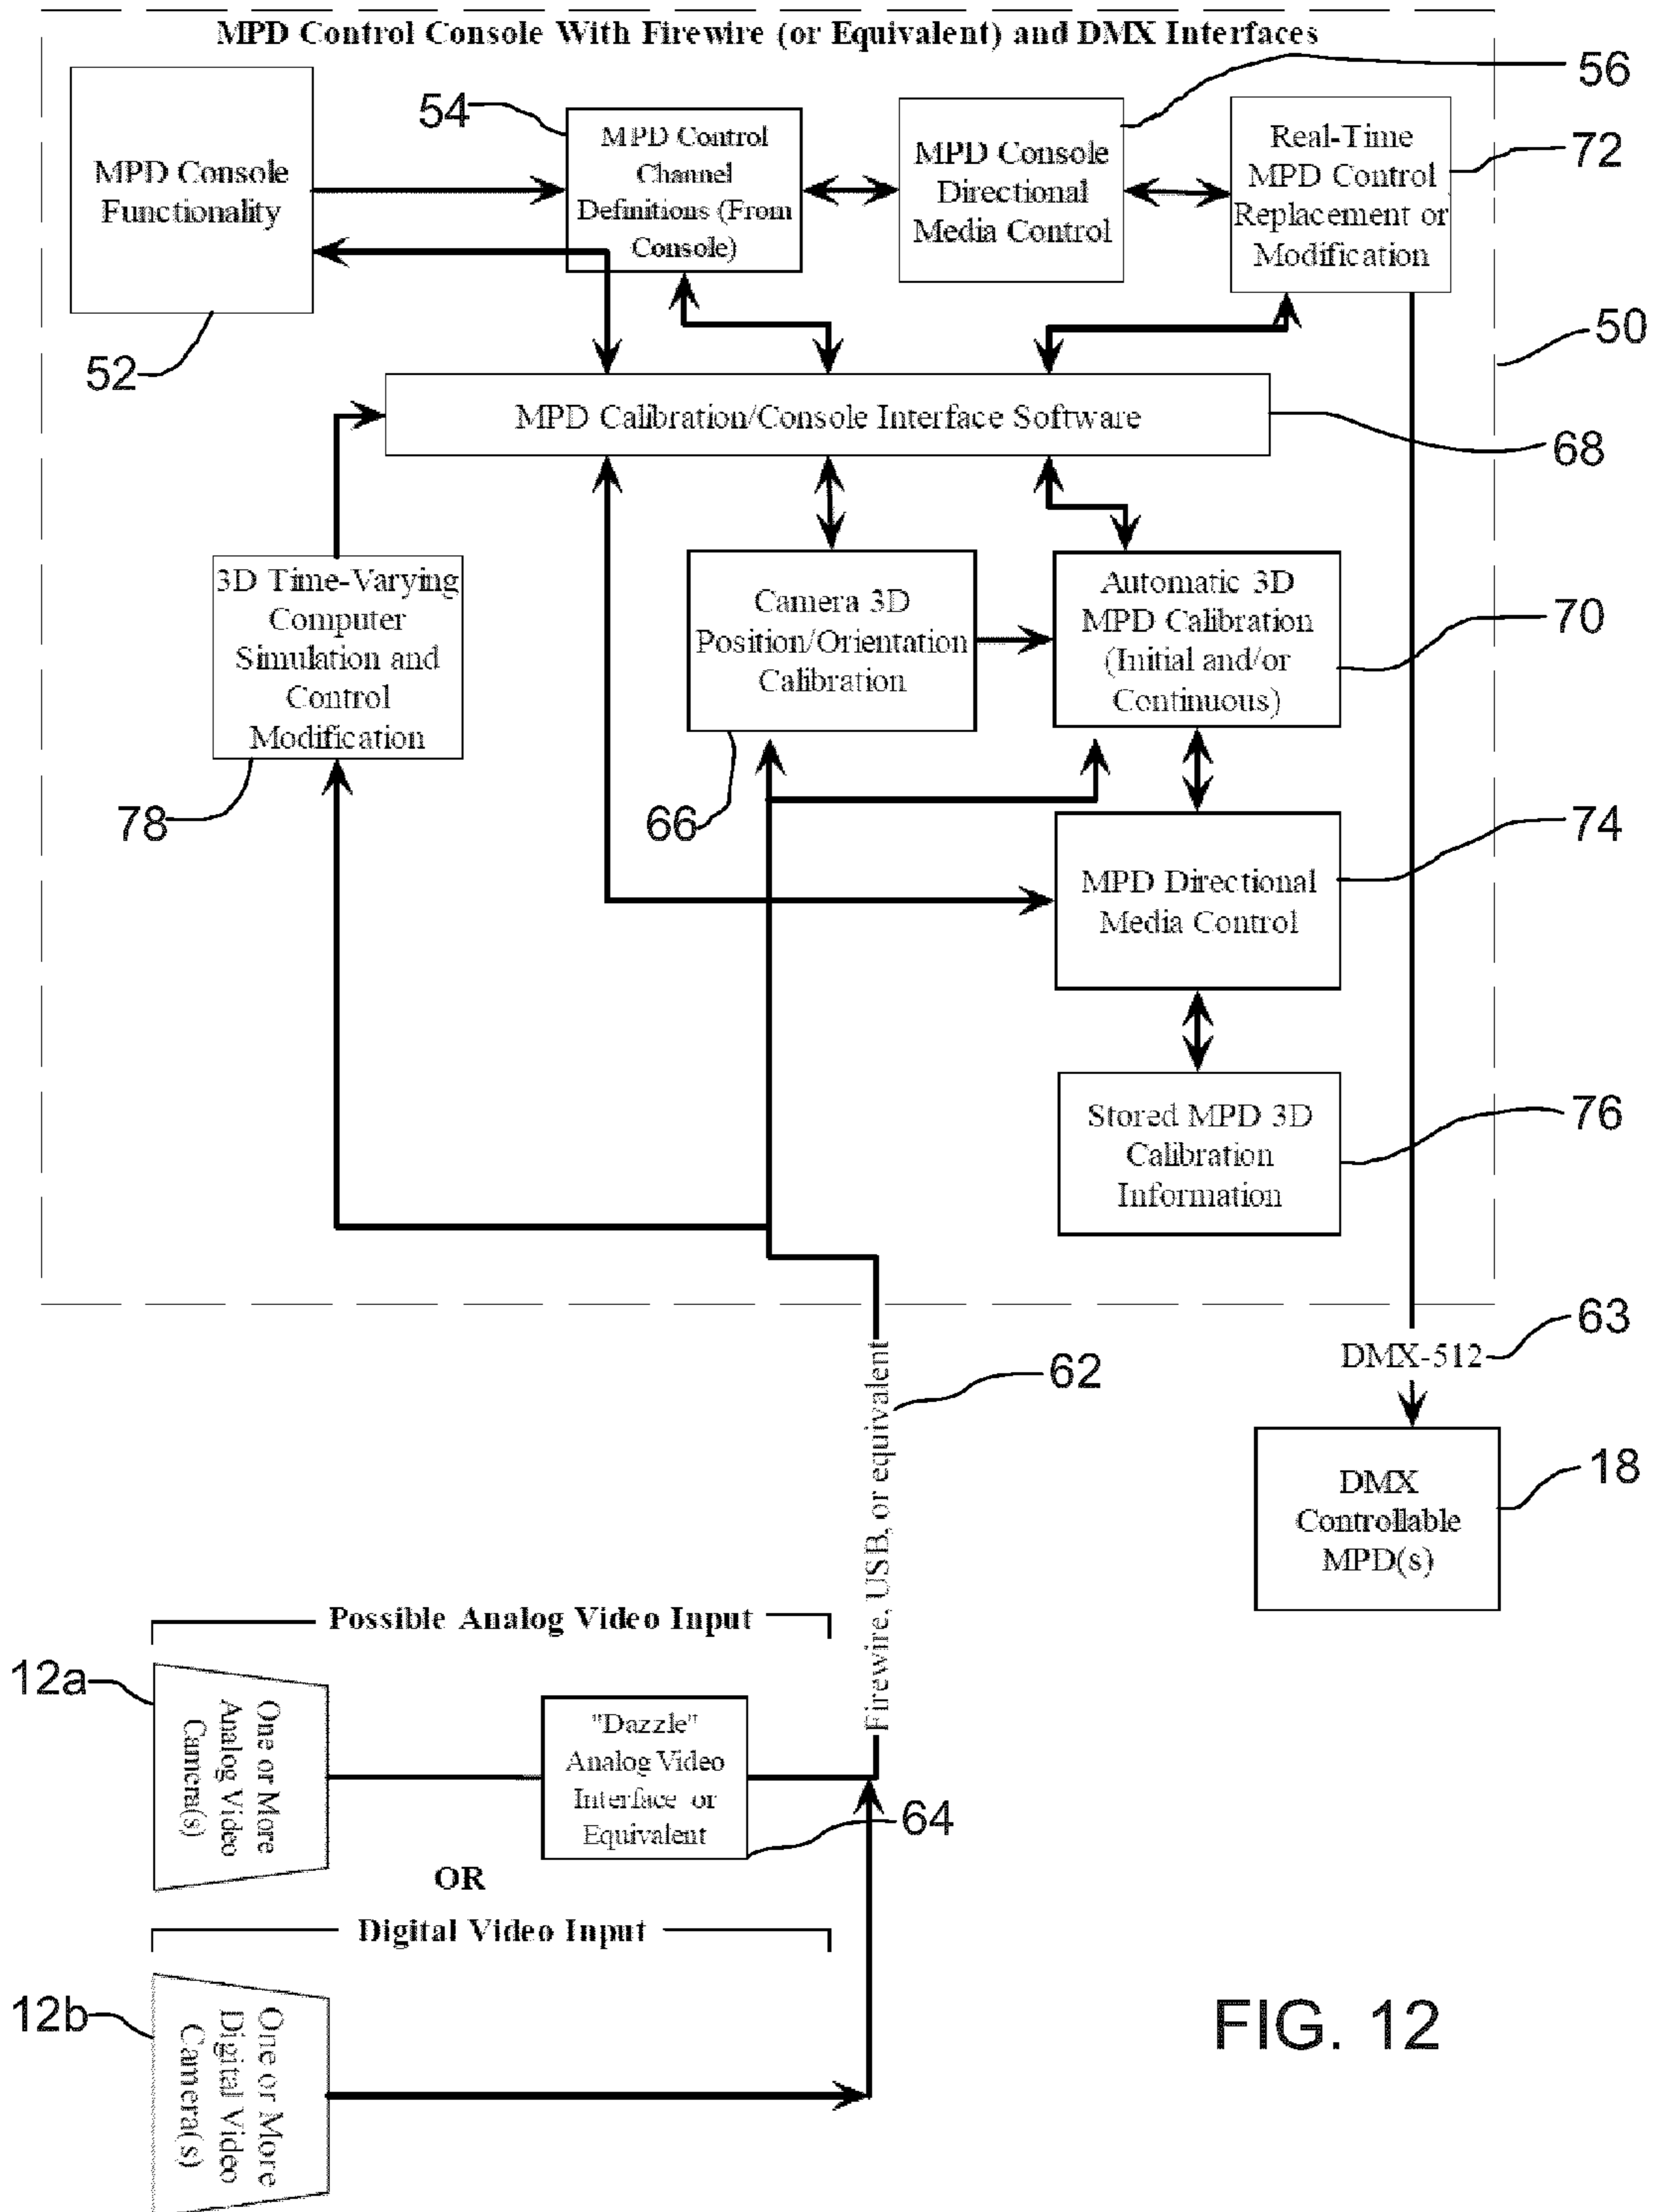 MPD Control Console With Firewire (or Equivalent) and DMX Interfaces
56
54
MPD Console
Functionality
MPD Control
Channel
Definitions (From
Console)
MPD Console
Directional
Media Control
Real-Time
MPD Control
Replacement or
Modification
72
50
52
MPD Calibration/Console Interface Software
68
3D Time-Varying
Computer
Simulation and
Control
Modification
Camera 3D
Position/Orientation
Calibration
Automatic 3D
MPD Calibration
(Initial and/or
Continuous)
70
78
66
74
MPD Directional
Media Control
Stored MPD 3D
Calibration
Information
76
63
DMX-512
62
Firewire, USB, or equivalent
DMX
Controllable
MPD(s)
18
Possible Analog Video Input
12a
One or More
Analog Video
Camera(s)
"Dazzle"
Analog Video
Interface or
Equivalent
64
OR
Digital Video Input
12b
One or More
Digital Video
Camera(s)
FIG. 12